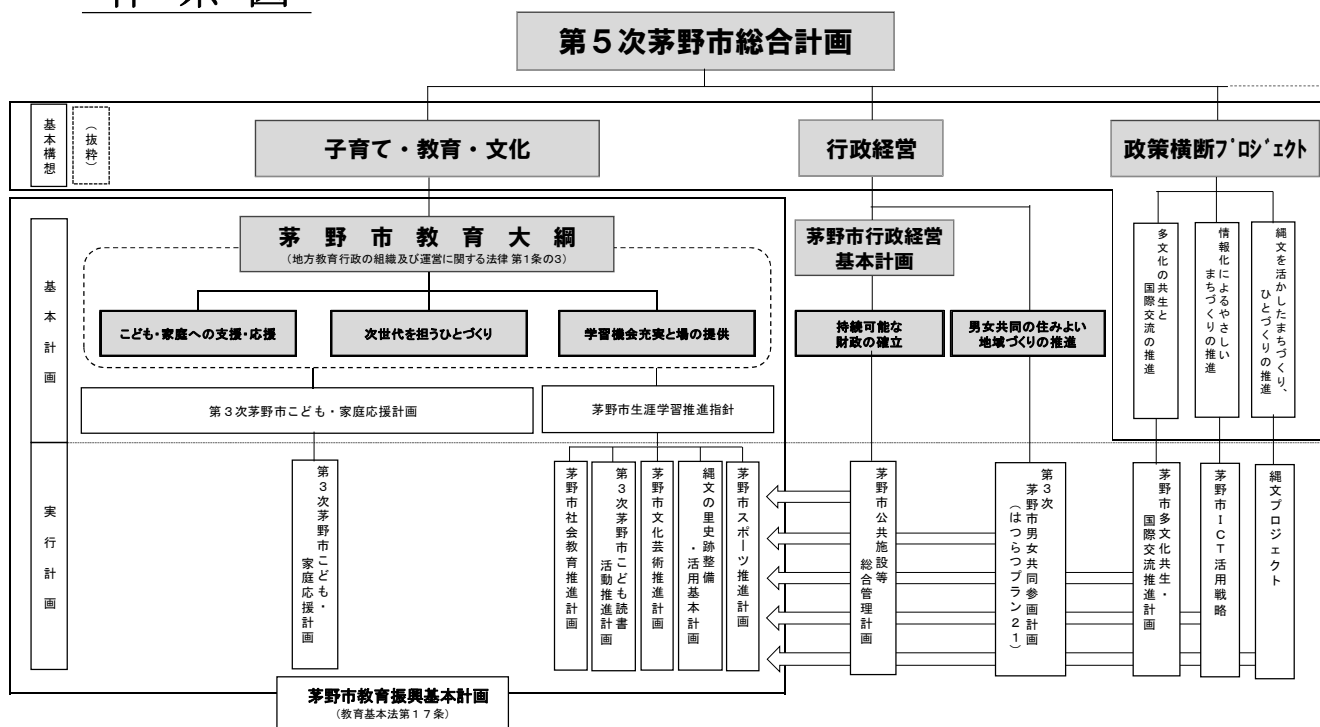 体系図
第５次茅野市総合計画
基本構想
（抜粋）
子育て・教育・文化
行政経営
政策横断プロジェクト
基本計画
茅野市教育大綱
（地方教育行政の組織及び運営に関する法律 第1条の3）
こども・家庭への支援・応援
次世代を担うひとづくり
学習機会充実と場の提供
第３次茅野市こども・家庭応援計画
茅野市生涯学習推進指針
茅野市行政経営
基本計画
持続可能な
財政の確立
男女共同の住みよい
地域づくりの推進
多文化の共生と
国際交流の推進
情報化によるやさしい
まちづくりの推進
縄文を活かしたまちづくり、
ひとづくりの推進
実行計画
第３次茅野市こども・
家庭応援計画
茅野市社会教育推進計画
第３次茅野市こども読書
活動推進計画
茅野市文化芸術推進計画
縄文の里史跡整備
・活用基本計画
茅野市スポーツ推進計画
茅野市公共施設等
総合管理計画
第３次
茅野市男女共同参画計画
（はつらつプラン２１）
茅野市多文化共生・
国際交流推進計画
茅野市ＩＣＴ活用戦略
縄文プロジェクト
茅野市教育振興基本計画
（教育基本法第１７条）